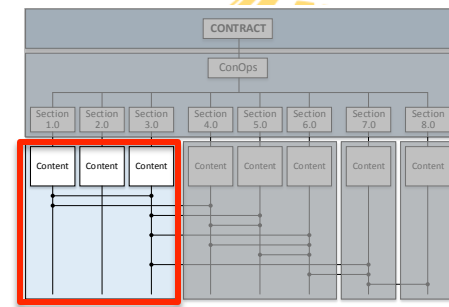 CONTRACT
ConOps
Section Section Section Section Section Section Section Section
1.0 2.0 3.0 4.0 5.0 6.0 7.0 8.0
Content Content Content Content Content Content Content Content